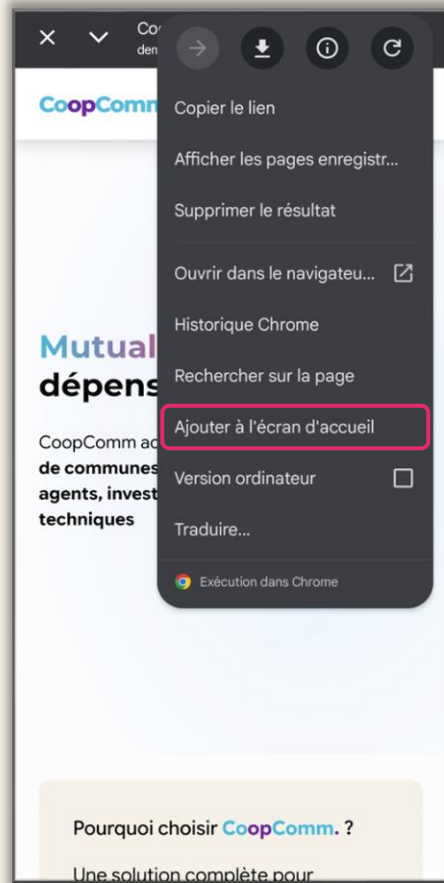 Co
den
CoopComm
Copier le lien
Afficher les pages enregistr...
Supprimer le résultat
Ouvrir dans le navigateu...
Historique Chrome
Mutual
Rechercher sur la page
dépens
Ajouter à l'écran d'accueil
CoopComm ac
de communes
Version ordinateur
agents, invest
techniques
Traduire...
Exécution dans Chrome
Pourquoi choisir CoopComm. ?
Une solution complète pour